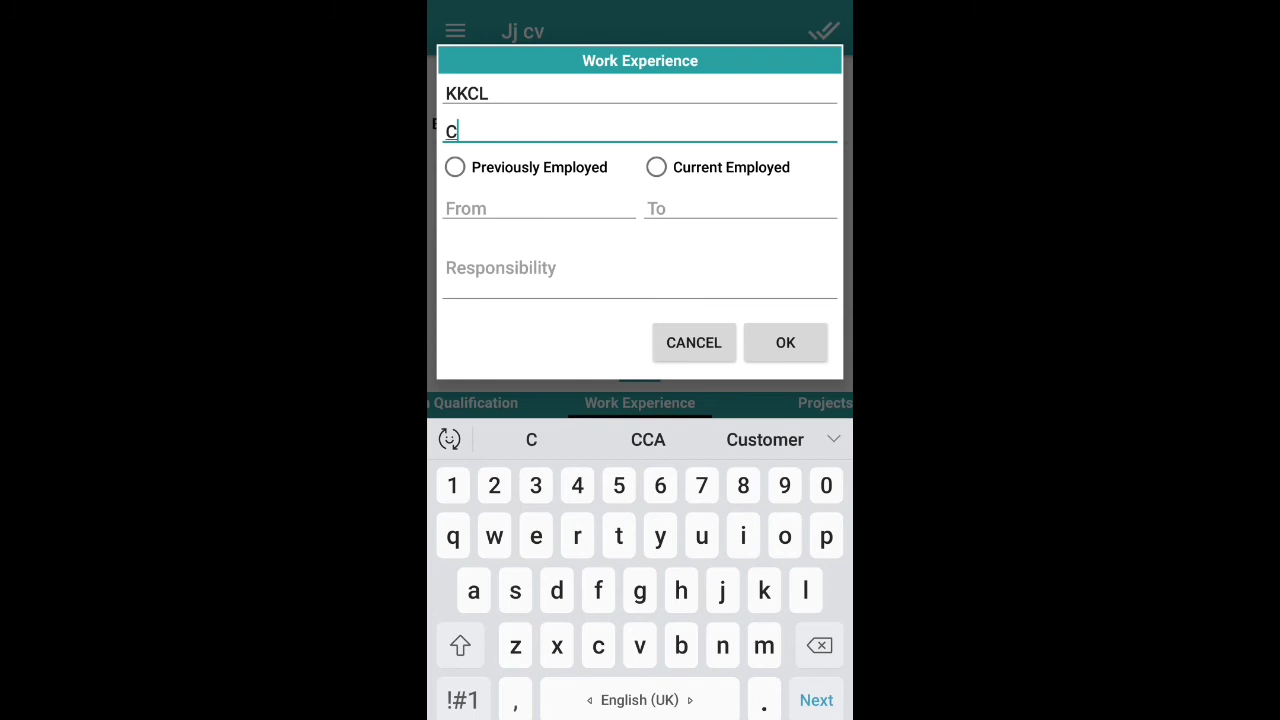 Jj cv
Work Experience
KKCL
C
Previously Employed Current Employed
From To
Responsibility
CANCEL OK
Qualification Work Experience Projects
C CCA Customer
1 2 3 4 5 6 7 8 9 0
q w e r t y u i o p
a s d f g h j k l
z x c v b n m
!#1 , English (UK) . Next